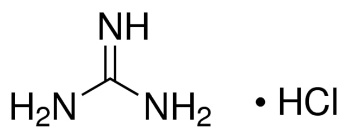 NH
H₂N NH₂ • HCl